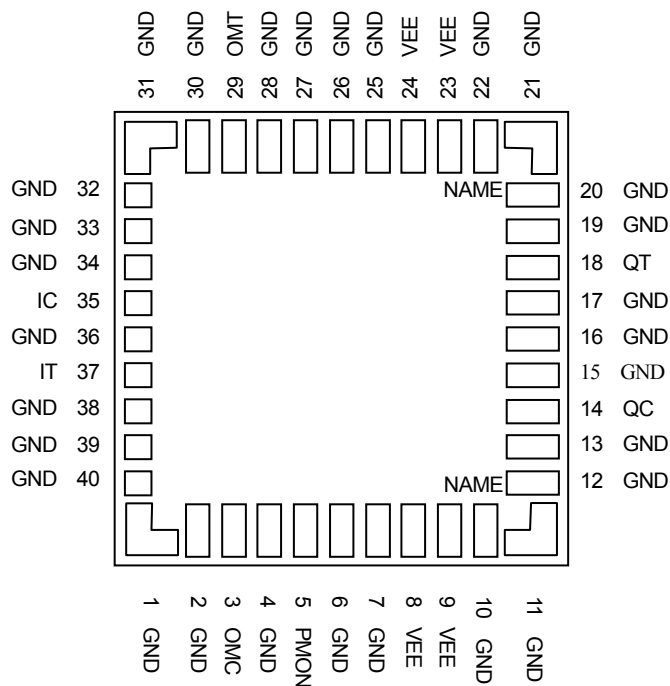 GND GND OMT GND GND GND GND VEE VEE GND GND
31 30 29 28 27 26 25 24 23 22 21
GND 32 NAME 20 GND
GND 33 19 GND
GND 34 18 QT
IC 35 17 GND
GND 36 16 GND
IT 37 15 GND
GND 38 14 QC
GND 39 13 GND
GND 40 NAME 12 GND
1 2 3 4 5 6 7 8 9 10 11
GND GND OMC GND PMON GND GND VEE VEE GND GND